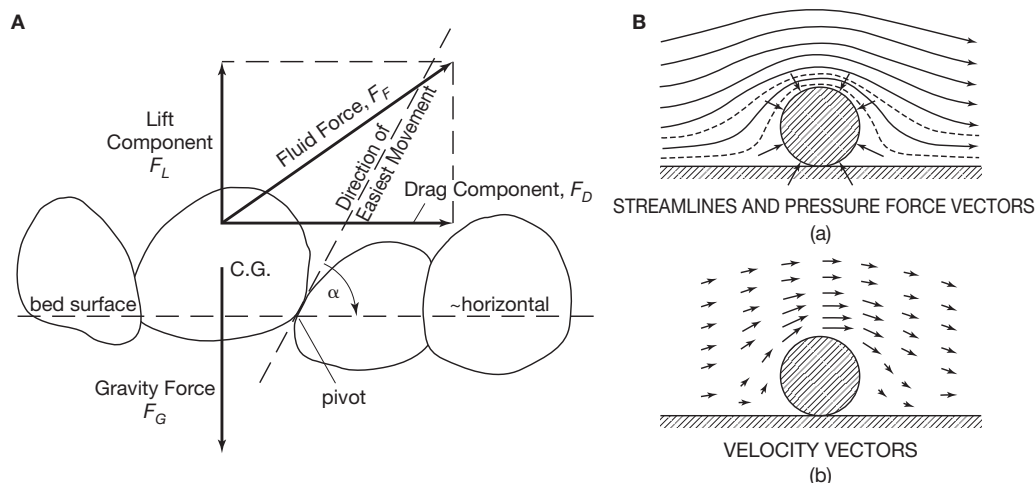 A
Lift
Component
F_L
Fluid Force, F_F
Direction of
Easiest Movement
Drag Component, F_D
C.G.
α
bed surface
~horizontal
Gravity Force
F_G
pivot
B
STREAMLINES AND PRESSURE FORCE VECTORS
(a)
VELOCITY VECTORS
(b)